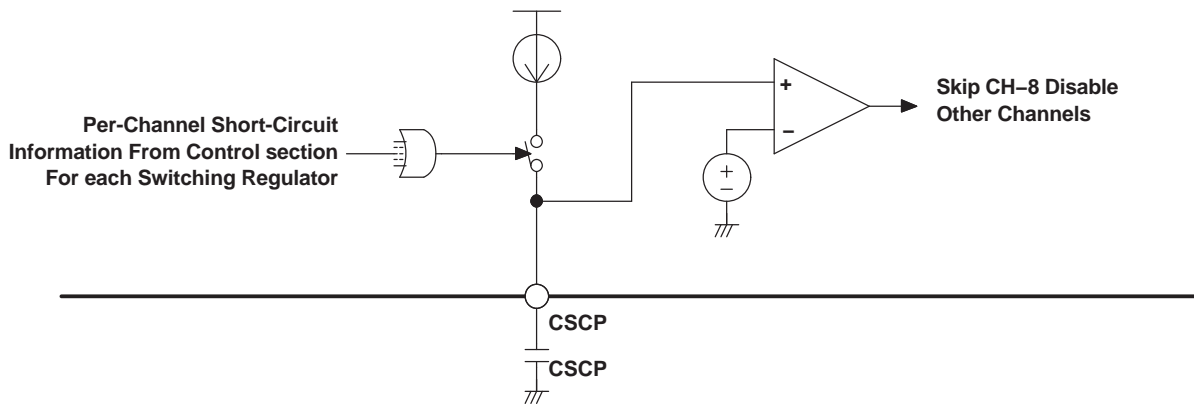 Per-Channel Short-Circuit
Information From Control section
For each Switching Regulator
+
−
+
−
Skip CH−8 Disable
Other Channels
CSCP
CSCP